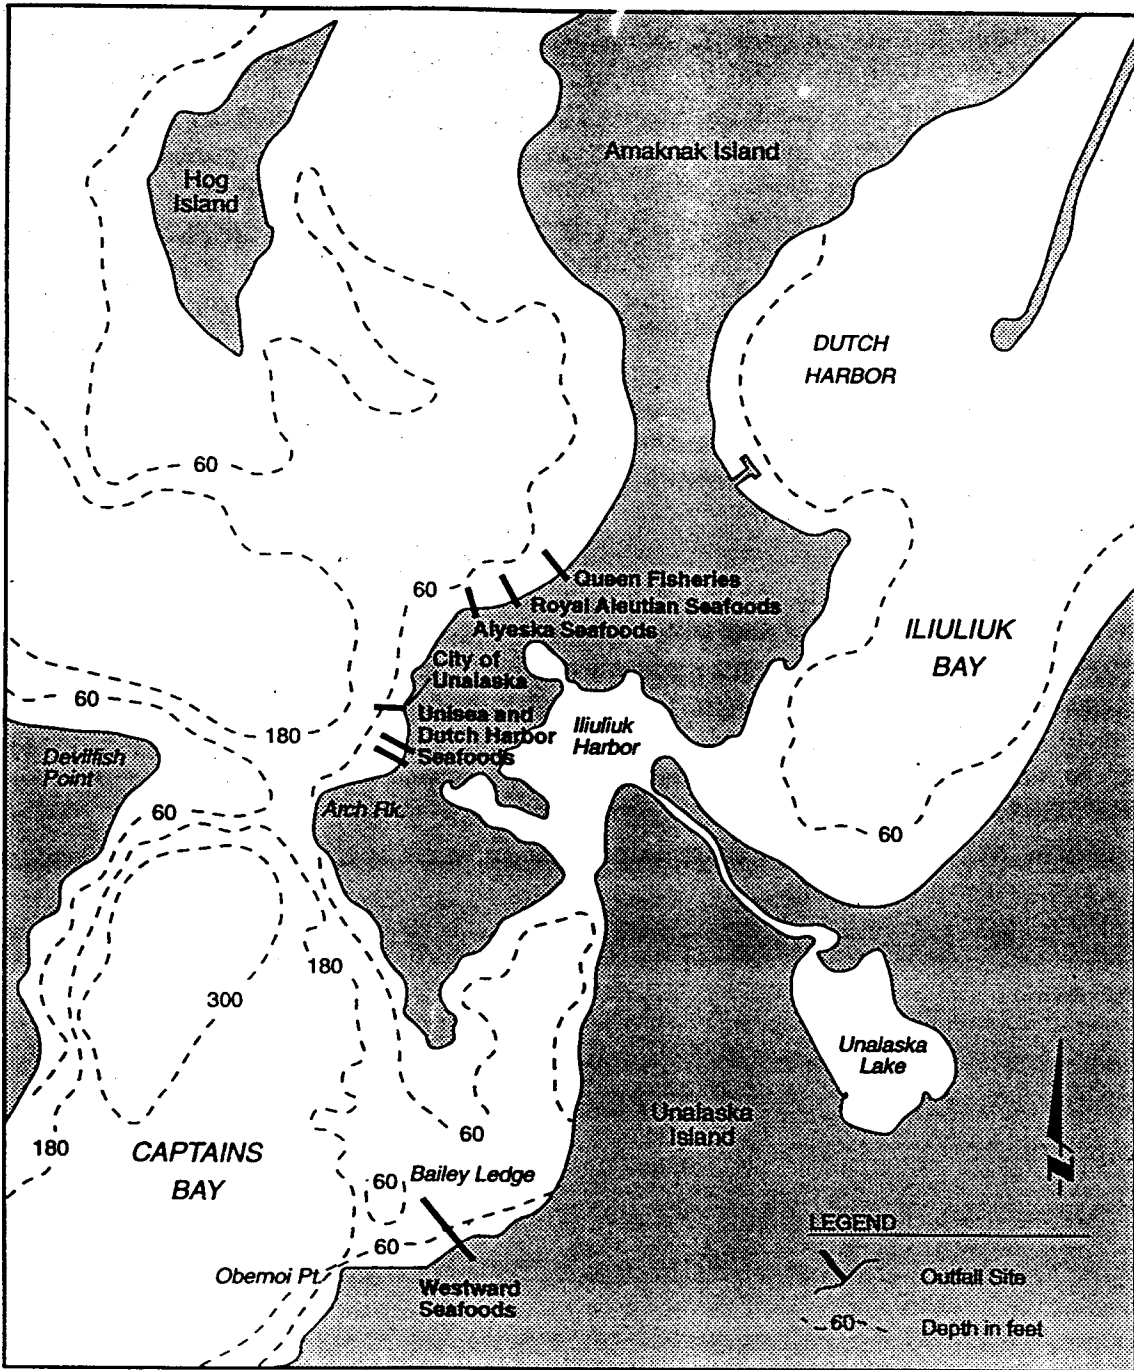 Amaknak Island
Hog
Island
DUTCH
HARBOR
60
60
Queen Fisheries
Royal Aleutian Seafoods
Alyeska Seafoods
ILIULIUK
BAY
City of
Unalaska
60
Unisea and
Dutch Harbor
Seafoods
Iliuliuk
Harbor
180
Devilfish
Point
Arch Rk.
60
60
180
300
Unalaska
Lake
Unalaska
Island
180
60
CAPTAINS
BAY
Bailey Ledge
60
N
60
LEGEND
Obernoi Pt.
Westward
Seafoods
Outfall Site
60
Depth in feet